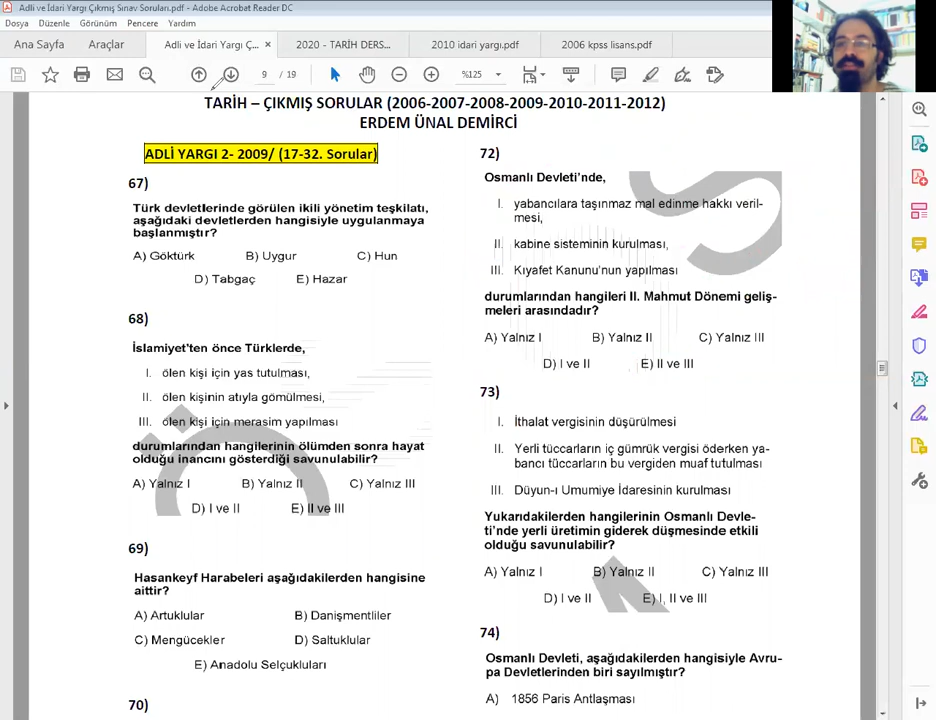 Adli ve İdari Yargı Çıkmış Sınav Soruları.pdf - Adobe Acrobat Reader DC
Dosya Düzenle Görünüm Pencere Yardım
Ana Sayfa Araçlar Adli ve İdari Yargı Ç... × 2020 - TARİH DERS... 2010 idari yargı.pdf 2006 kpss lisans.pdf
9 / 19 %125
TARİH – ÇIKMIŞ SORULAR (2006-2007-2008-2009-2010-2011-2012)
ERDEM ÜNAL DEMİRCİ
ADLİ YARGI 2- 2009/ (17-32. Sorular)
67)
Türk devletlerinde görülen ikili yönetim teşkilatı,
aşağıdaki devletlerden hangisiyle uygulanmaya
başlanmıştır?
A) Göktürk B) Uygur C) Hun
D) Tabgaç E) Hazar
68)
İslamiyet'ten önce Türklerde,
I. ölen kişi için yas tutulması,
II. ölen kişinin atıyla gömülmesi,
III. ölen kişi için merasim yapılması
durumlarından hangilerinin ölümden sonra hayat
olduğu inancını gösterdiği savunulabilir?
A) Yalnız I B) Yalnız II C) Yalnız III
D) I ve II E) II ve III
69)
Hasankeyf Harabeleri aşağıdakilerden hangisine
aittir?
A) Artuklular B) Danişmentliler
C) Mengücekler D) Saltuklular
E) Anadolu Selçukluları
70)
72)
Osmanlı Devleti'nde,
I. yabancılara taşınmaz mal edinme hakkı veril-
mesi,
II. kabine sisteminin kurulması,
III. Kıyafet Kanunu'nun yapılması
durumlarından hangileri II. Mahmut Dönemi geliş-
meleri arasındadır?
A) Yalnız I B) Yalnız II C) Yalnız III
D) I ve II E) II ve III
73)
I. İthalat vergisinin düşürülmesi
II. Yerli tüccarların iç gümrük vergisi öderken ya-
bancı tüccarların bu vergiden muaf tutulması
III. Düyun-ı Umumiye İdaresinin kurulması
Yukarıdakilerden hangilerinin Osmanlı Devle-
ti'nde yerli üretimin giderek düşmesinde etkili
olduğu savunulabilir?
A) Yalnız I B) Yalnız II C) Yalnız III
D) I ve II E) I, II ve III
74)
Osmanlı Devleti, aşağıdakilerden hangisiyle Avru-
pa Devletlerinden biri sayılmıştır?
A) 1856 Paris Antlaşması